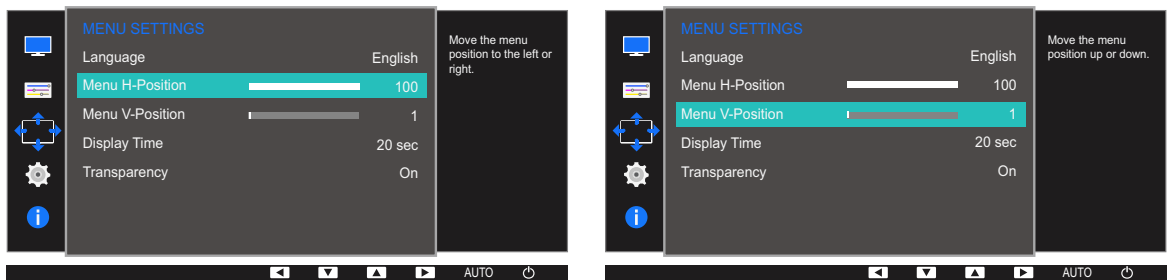 MENU SETTINGS
Language English
Menu H-Position 100
Menu V-Position 1
Display Time 20 sec
Transparency On
Move the menu
position to the left or
right.
AUTO
MENU SETTINGS
Language English
Menu H-Position 100
Menu V-Position 1
Display Time 20 sec
Transparency On
Move the menu
position up or down.
AUTO